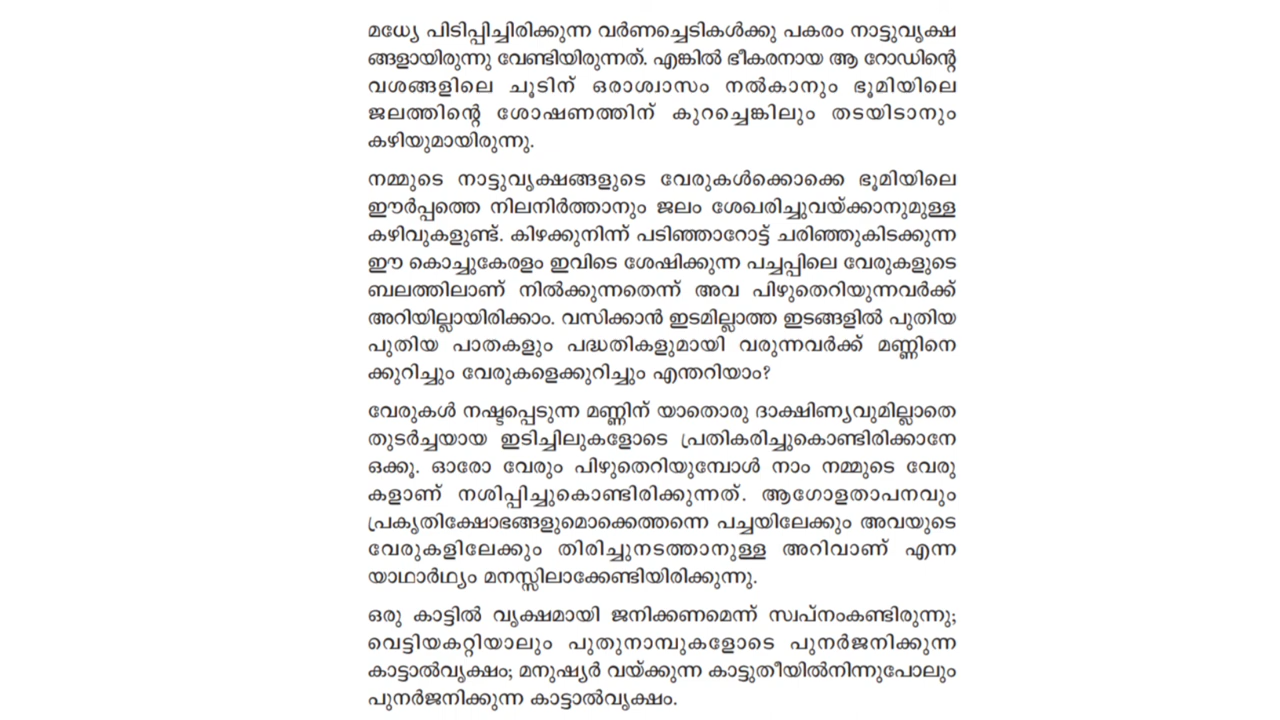 മധ്യേ പിടിപ്പിച്ചിരിക്കുന്ന വർണച്ചെടികൾക്കു പകരം നാട്ടുവൃക്ഷ
ങ്ങളായിരുന്നു വേണ്ടിയിരുന്നത്. എങ്കിൽ ഭീകരനായ ആ റോഡിന്റെ
വശങ്ങളിലെ ചൂടിന് ഒരാശ്വാസം നൽകാനും ഭൂമിയിലെ
ജലത്തിന്റെ ശോഷണത്തിന് കുറച്ചെങ്കിലും തടയിടാനും
കഴിയുമായിരുന്നു.
നമ്മുടെ നാട്ടുവൃക്ഷങ്ങളുടെ വേരുകൾക്കൊക്കെ ഭൂമിയിലെ
ഈർപ്പത്തെ നിലനിർത്താനും ജലം ശേഖരിച്ചുവയ്ക്കാനുമുള്ള
കഴിവുകളുണ്ട്. കിഴക്കുനിന്ന് പടിഞ്ഞാറോട്ട് ചരിഞ്ഞുകിടക്കുന്ന
ഈ കൊച്ചുകേരളം ഇവിടെ ശേഷിക്കുന്ന പച്ചപ്പിലെ വേരുകളുടെ
ബലത്തിലാണ് നിൽക്കുന്നതെന്ന് അവ പിഴുതെറിയുന്നവർക്ക്
അറിയില്ലായിരിക്കാം. വസിക്കാൻ ഇടമില്ലാത്ത ഇടങ്ങളിൽ പുതിയ
പുതിയ പാതകളും പദ്ധതികളുമായി വരുന്നവർക്ക് മണ്ണിനെ
ക്കുറിച്ചും വേരുകളെക്കുറിച്ചും എന്തറിയാം?
വേരുകൾ നഷ്ടപ്പെടുന്ന മണ്ണിന് യാതൊരു ദാക്ഷിണ്യവുമില്ലാതെ
തുടർച്ചയായ ഇടിച്ചിലുകളോടെ പ്രതികരിച്ചുകൊണ്ടിരിക്കാനേ
ഒക്കൂ. ഓരോ വേരും പിഴുതെറിയുമ്പോൾ നാം നമ്മുടെ വേരു
കളാണ് നശിപ്പിച്ചുകൊണ്ടിരിക്കുന്നത്. ആഗോളതാപനവും
പ്രകൃതിക്ഷോഭങ്ങളുമൊക്കെത്തന്നെ പച്ചയിലേക്കും അവയുടെ
വേരുകളിലേക്കും തിരിച്ചുനടത്താനുള്ള അറിവാണ് എന്ന
യാഥാർഥ്യം മനസ്സിലാക്കേണ്ടിയിരിക്കുന്നു.
ഒരു കാട്ടിൽ വൃക്ഷമായി ജനിക്കണമെന്ന് സ്വപ്നംകണ്ടിരുന്നു;
വെട്ടിയകറ്റിയാലും പുതുനാമ്പുകളോടെ പുനർജനിക്കുന്ന
കാട്ടാൽവൃക്ഷം; മനുഷ്യർ വയ്ക്കുന്ന കാട്ടുതീയിൽനിന്നുപോലും
പുനർജനിക്കുന്ന കാട്ടാൽവൃക്ഷം.